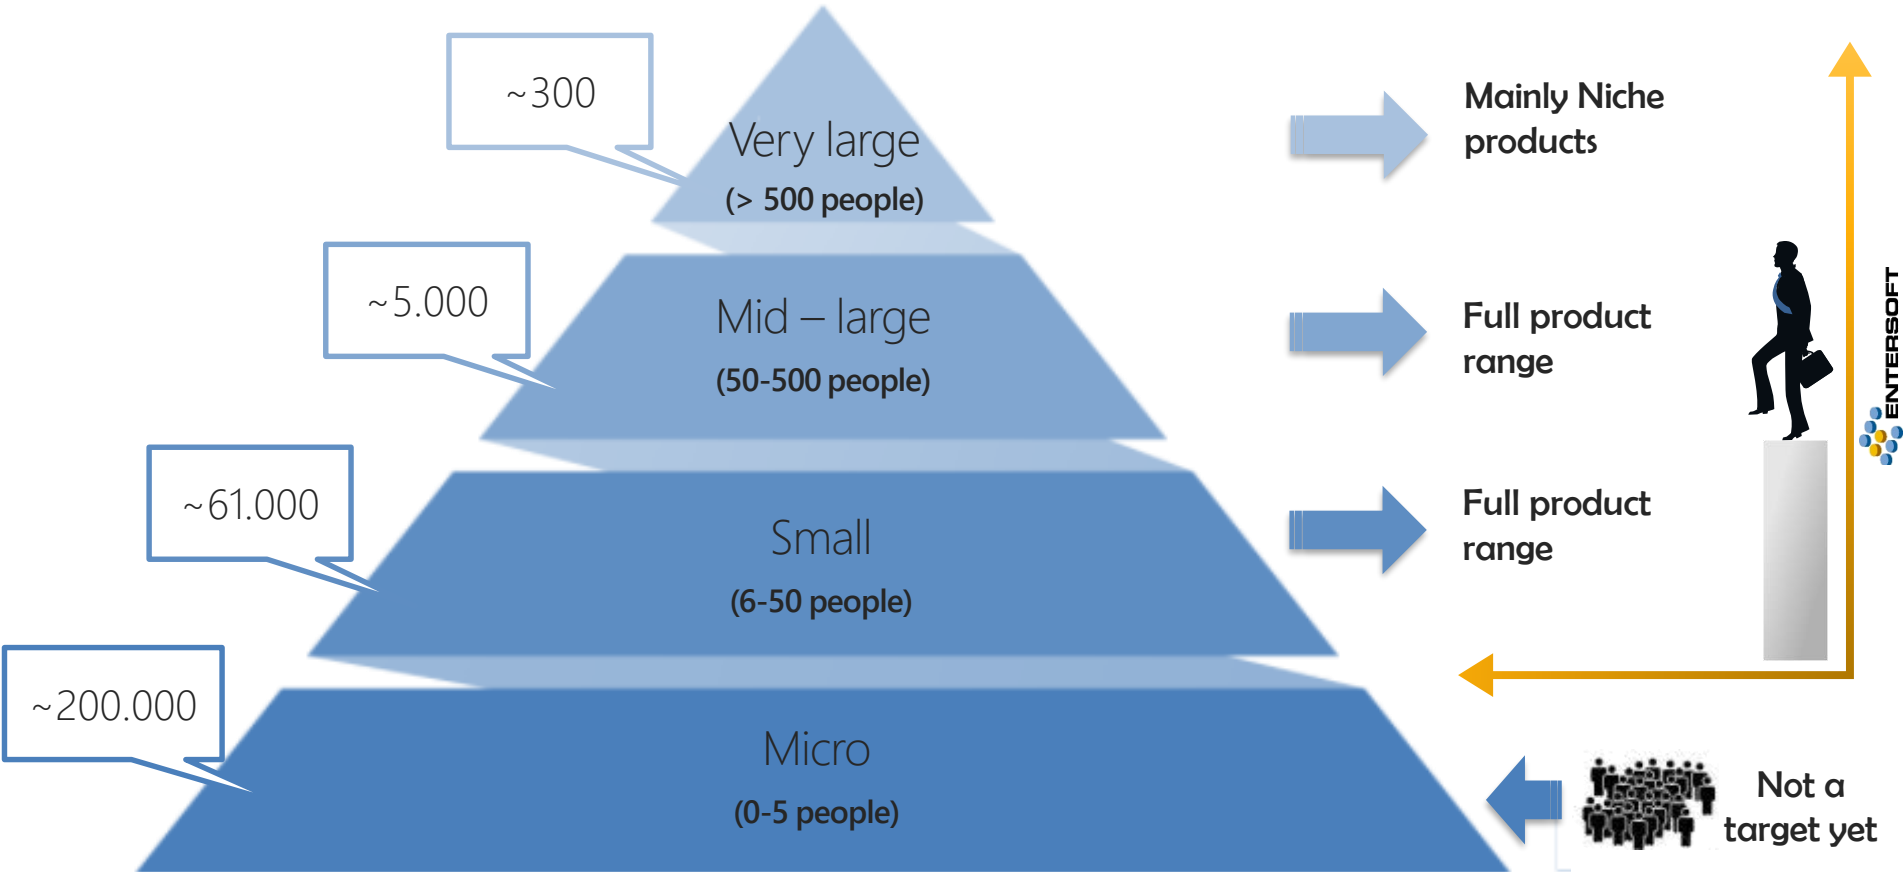 ~300
Very large
(> 500 people)
Mainly Niche
products
~5.000
Mid – large
(50-500 people)
Full product
range
ENTERSOFT
~61.000
Small
(6-50 people)
Full product
range
~200.000
Micro
(0-5 people)
Not a
target yet